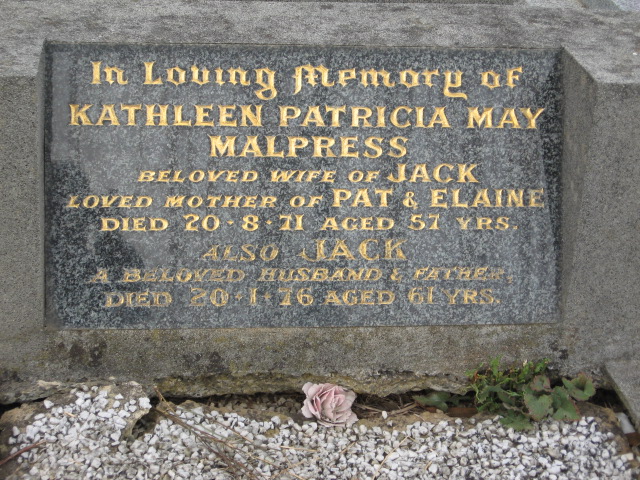 In Loving Memory of
KATHLEEN PATRICIA MAY
MALPRESS
BELOVED WIFE OF JACK
LOVED MOTHER OF PAT & ELAINE
DIED 20·8·71 AGED 57 YRS.
ALSO JACK
A BELOVED HUSBAND & FATHER,
DIED 20·1·76 AGED 61 YRS.